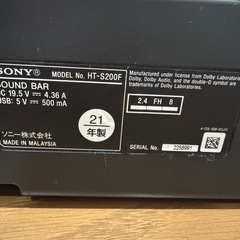 SONY MODEL No. HT-S200F
SOUND BAR
DC 19.5 V ⎓ 4.36 A
USB: 5 V ⎓ 500 mA
21
年製
ソニー株式会社
MADE IN MALAYSIA
Manufactured under license from Dolby Laboratories.
Dolby, Dolby Audio, and the double-D symbol are
trademarks of Dolby Laboratories.
2.4 FH 8
SERIAL No. 2256991